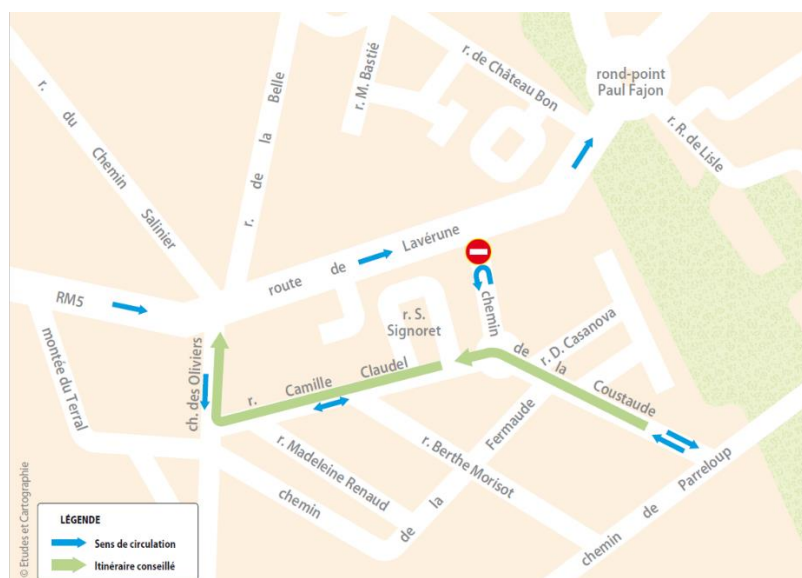 r. du Chemin Salinier
r. de la Belle
r. M. Bastié
r. de Château Bon
rond-point
Paul Fajon
r. R. de Lisle
RM5
route de Lavérune
montée du Terral
ch. des Oliviers
r. S.
Signoret
r. Camille Claudel
chemin de la Coustaude
r. D. Casanova
r. Madeleine Renaud
r. Berthe Morisot
chemin de la Fermaude
chemin de Parreloup
© Etudes et Cartographie
LÉGENDE
Sens de circulation
Itinéraire conseillé